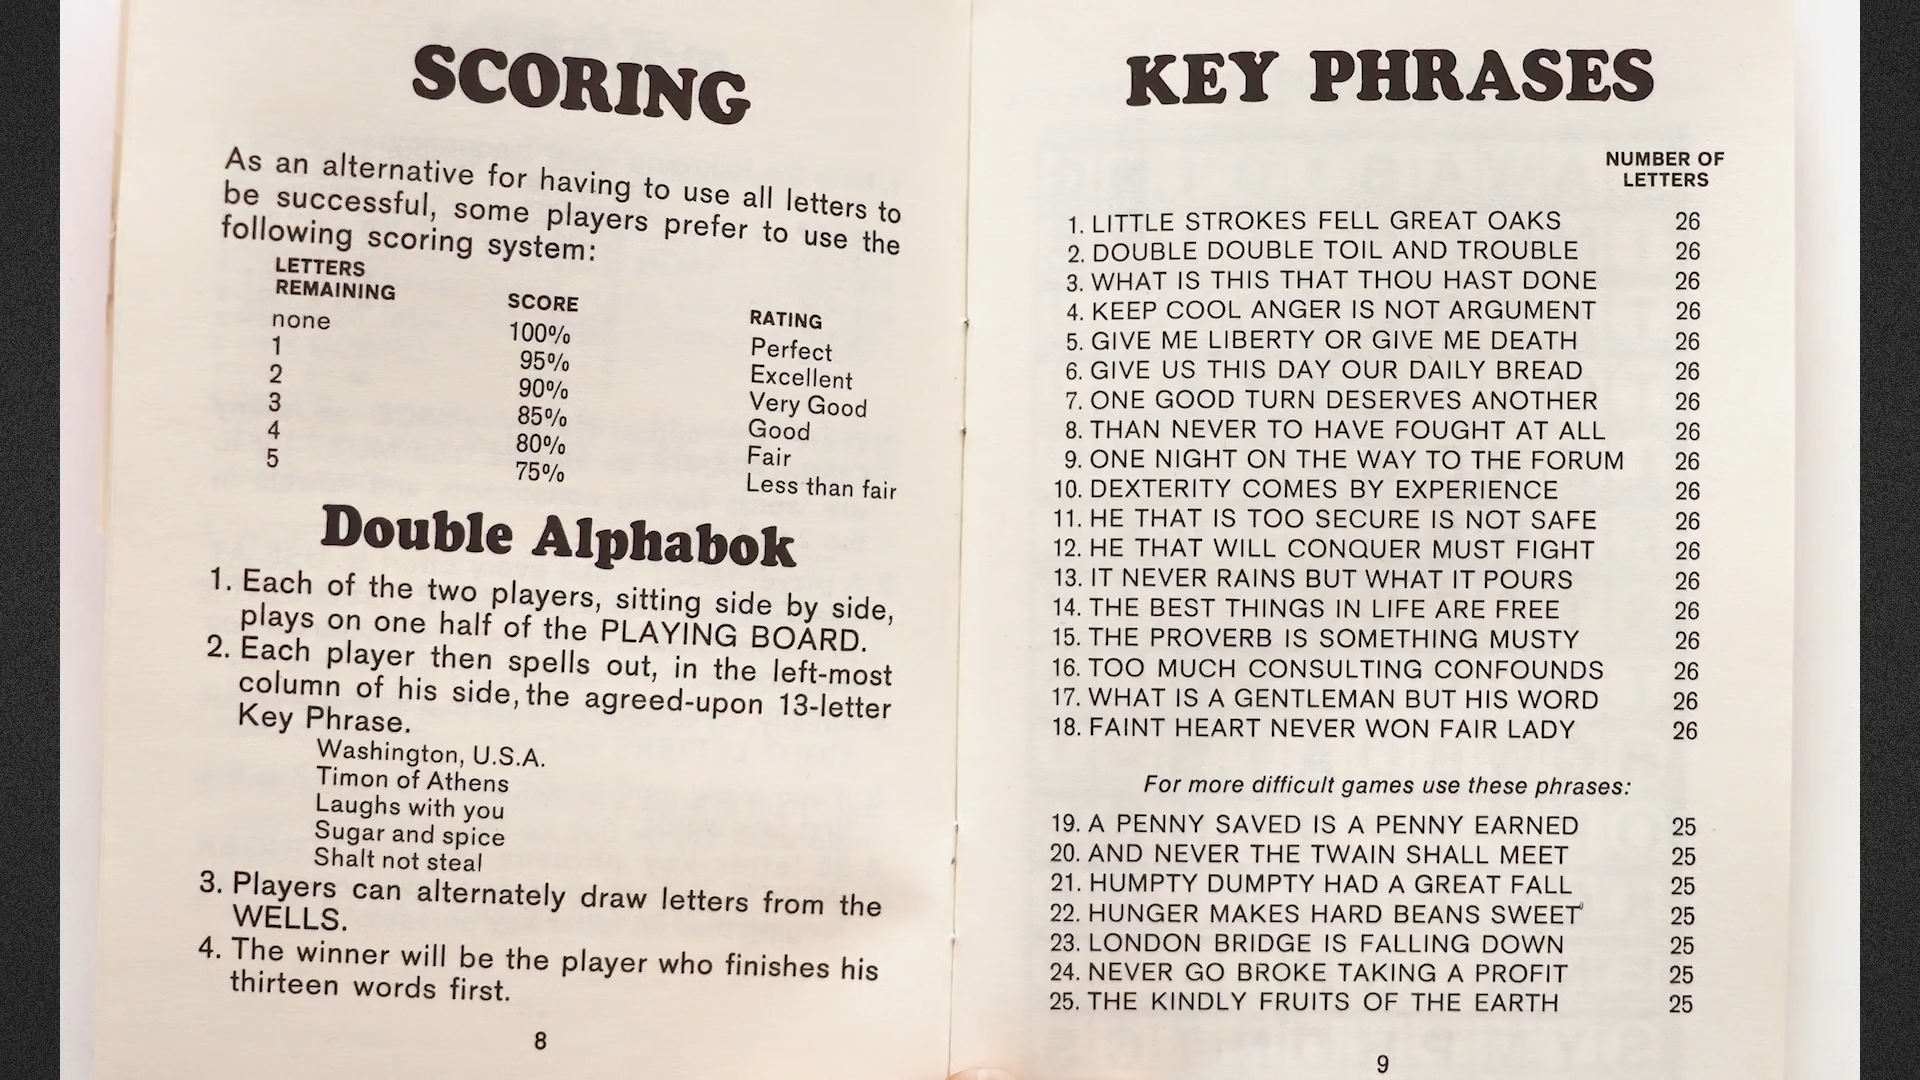 SCORING
As an alternative for having to use all letters to
be successful, some players prefer to use the
following scoring system:
LETTERS
REMAINING SCORE RATING
none 100% Perfect
1 95% Excellent
2 90% Very Good
3 85% Good
4 80% Fair
5 75% Less than fair
Double Alphabok
1. Each of the two players, sitting side by side,
plays on one half of the PLAYING BOARD.
2. Each player then spells out, in the left-most
column of his side, the agreed-upon 13-letter
Key Phrase.
Washington, U.S.A.
Timon of Athens
Laughs with you
Sugar and spice
Shalt not steal
3. Players can alternately draw letters from the
WELLS.
4. The winner will be the player who finishes his
thirteen words first.
8
KEY PHRASES
NUMBER OF
LETTERS
1. LITTLE STROKES FELL GREAT OAKS 26
2. DOUBLE DOUBLE TOIL AND TROUBLE 26
3. WHAT IS THIS THAT THOU HAST DONE 26
4. KEEP COOL ANGER IS NOT ARGUMENT 26
5. GIVE ME LIBERTY OR GIVE ME DEATH 26
6. GIVE US THIS DAY OUR DAILY BREAD 26
7. ONE GOOD TURN DESERVES ANOTHER 26
8. THAN NEVER TO HAVE FOUGHT AT ALL 26
9. ONE NIGHT ON THE WAY TO THE FORUM 26
10. DEXTERITY COMES BY EXPERIENCE 26
11. HE THAT IS TOO SECURE IS NOT SAFE 26
12. HE THAT WILL CONQUER MUST FIGHT 26
13. IT NEVER RAINS BUT WHAT IT POURS 26
14. THE BEST THINGS IN LIFE ARE FREE 26
15. THE PROVERB IS SOMETHING MUSTY 26
16. TOO MUCH CONSULTING CONFOUNDS 26
17. WHAT IS A GENTLEMAN BUT HIS WORD 26
18. FAINT HEART NEVER WON FAIR LADY 26
For more difficult games use these phrases:
19. A PENNY SAVED IS A PENNY EARNED 25
20. AND NEVER THE TWAIN SHALL MEET 25
21. HUMPTY DUMPTY HAD A GREAT FALL 25
22. HUNGER MAKES HARD BEANS SWEET 25
23. LONDON BRIDGE IS FALLING DOWN 25
24. NEVER GO BROKE TAKING A PROFIT 25
25. THE KINDLY FRUITS OF THE EARTH 25
9